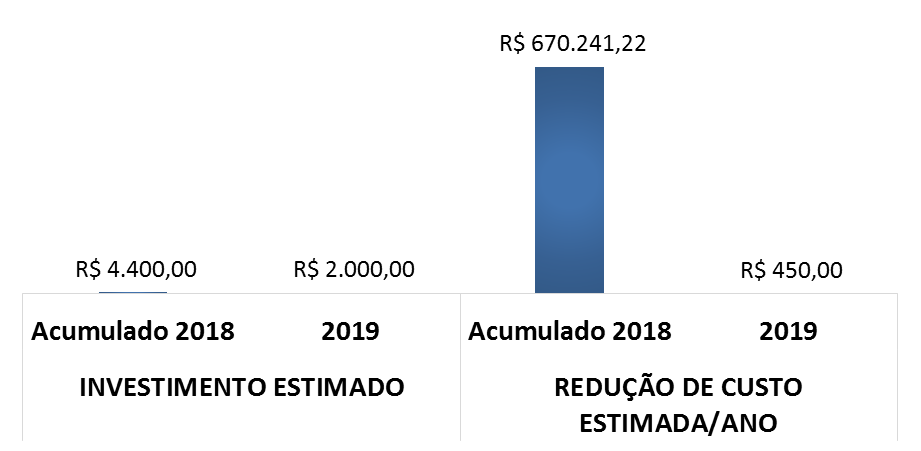 R$ 670.241,22
R$ 4.400,00
R$ 2.000,00
R$ 450,00
Acumulado 2018
2019
Acumulado 2018
2019
INVESTIMENTO ESTIMADO
REDUÇÃO DE CUSTO
ESTIMADA/ANO